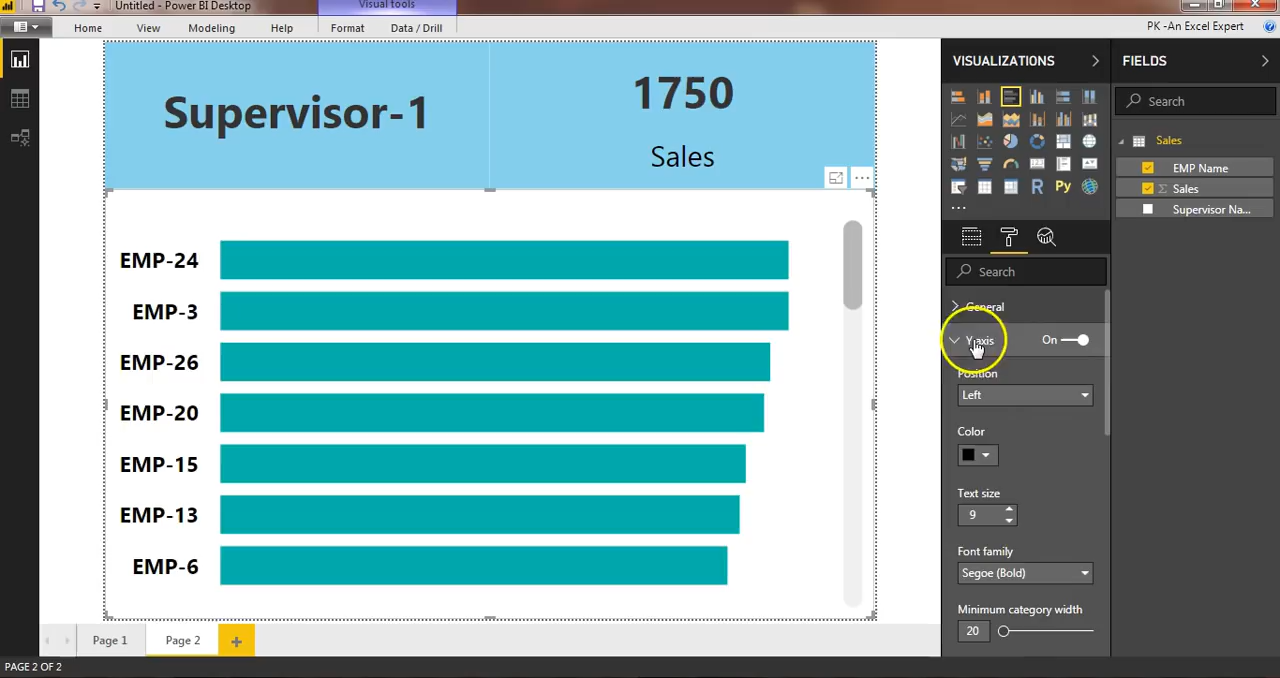 Untitled - Power BI Desktop
Visual tools
Home
View
Modeling
Help
Format
Data / Drill
PK -An Excel Expert
Supervisor-1
1750
Sales
EMP-24
EMP-3
EMP-26
EMP-20
EMP-15
EMP-13
EMP-6
VISUALIZATIONS
R
Py
Search
General
Y axis
On
Position
Left
Color
Text size
9
Font family
Segoe (Bold)
Minimum category width
20
FIELDS
Search
Sales
EMP Name
Σ Sales
Supervisor Na...
Page 1
Page 2
PAGE 2 OF 2